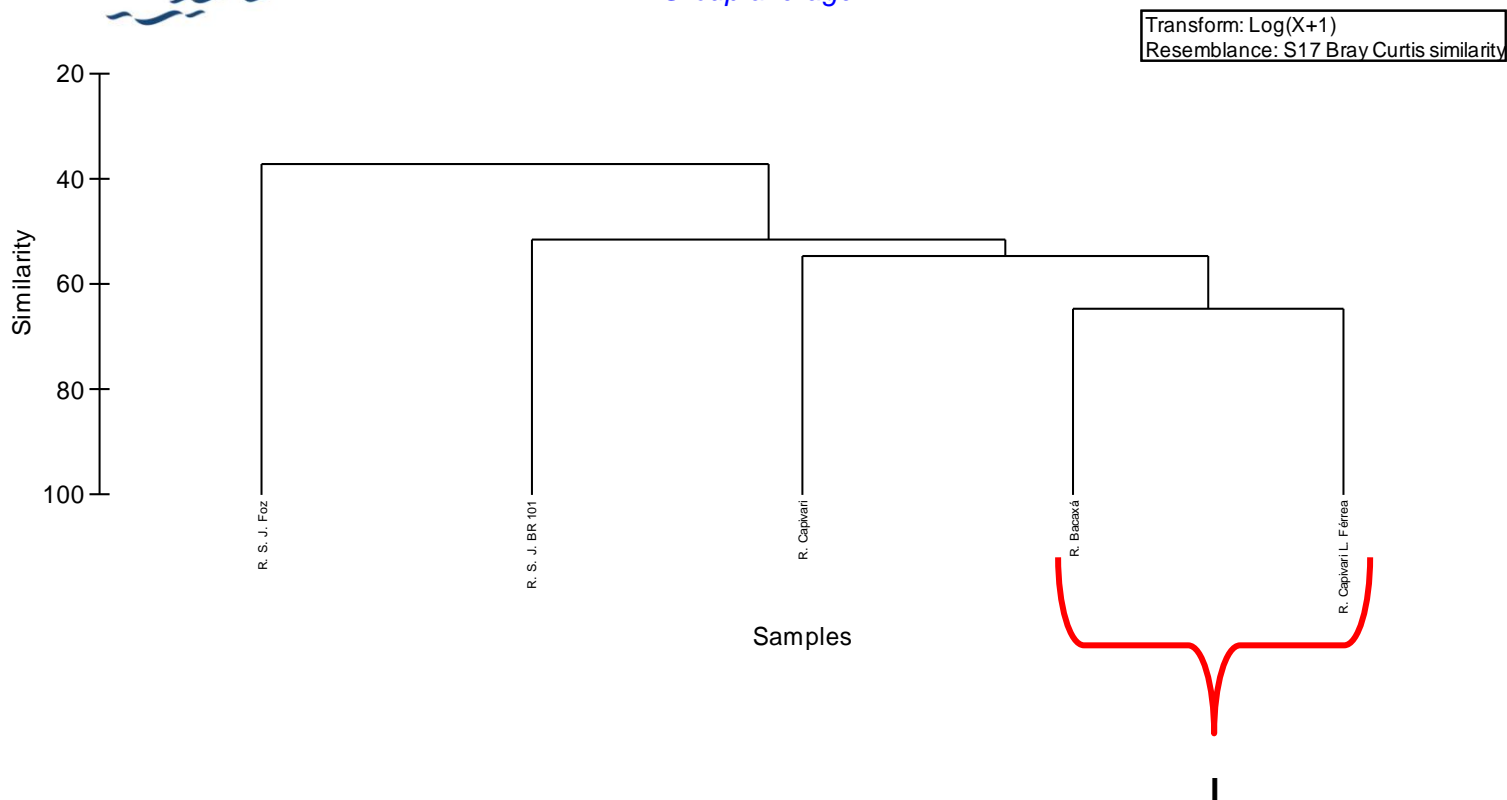 Transform: Log(X+1)
Resemblance: S17 Bray Curtis similarity
20
40
60
80
100
Similarity
R. S. J. Foz
R. S. J. BR 101
R. Capivari
R. Bacaxá
R. Capivari L. Férrea
Samples